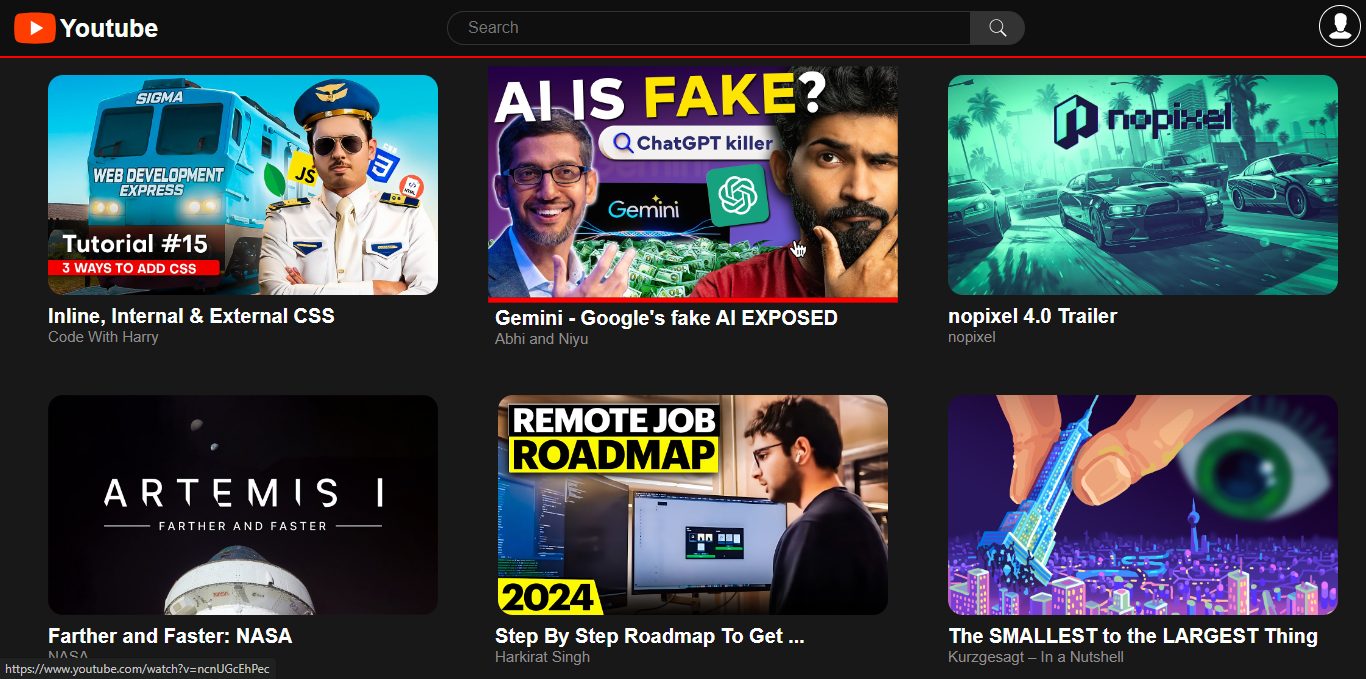 Youtube
Search
SIGMA
WEB DEVELOPMENT
EXPRESS
JS
CSS
HTML
Tutorial #15
3 WAYS TO ADD CSS
AI IS FAKE?
ChatGPT killer
Gemini
nopixel
Inline, Internal & External CSS
Code With Harry
Gemini - Google's fake AI EXPOSED
Abhi and Niyu
nopixel 4.0 Trailer
nopixel
ARTEMIS I
FARTHER AND FASTER
NASA
REMOTE JOB
ROADMAP
2024
Farther and Faster: NASA
NASA
Step By Step Roadmap To Get ...
Harkirat Singh
The SMALLEST to the LARGEST Thing
Kurzgesagt – In a Nutshell
https://www.youtube.com/watch?v=ncnUGcEhPec